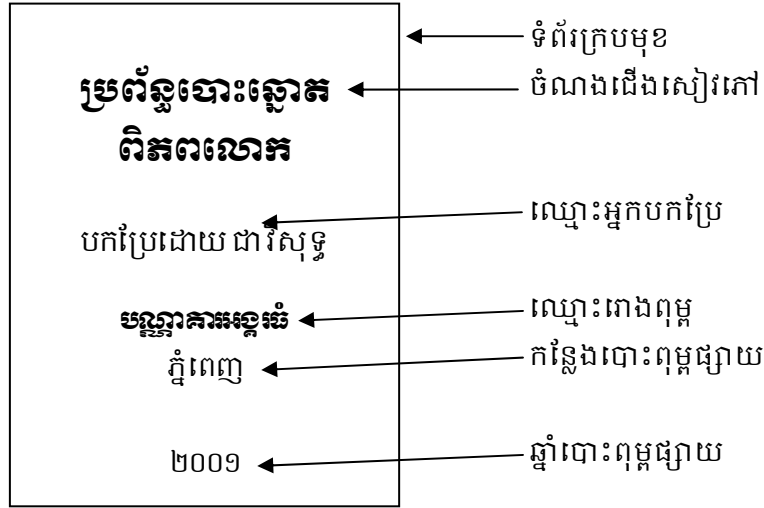 ទំព័រក្របមុខ
ប្រព័ន្ធបោះឆ្នោត
ចំណងជើងសៀវភៅ
ពិភពលោក
ឈ្មោះអ្នកបកប្រែ
បកប្រែដោយ ជាវិសុទ្ធ
ឈ្មោះរោងពុម្ព
បណ្ណាគារអង្គរធំ
កន្លែងបោះពុម្ពផ្សាយ
ភ្នំពេញ
ឆ្នាំបោះពុម្ពផ្សាយ
២០០១